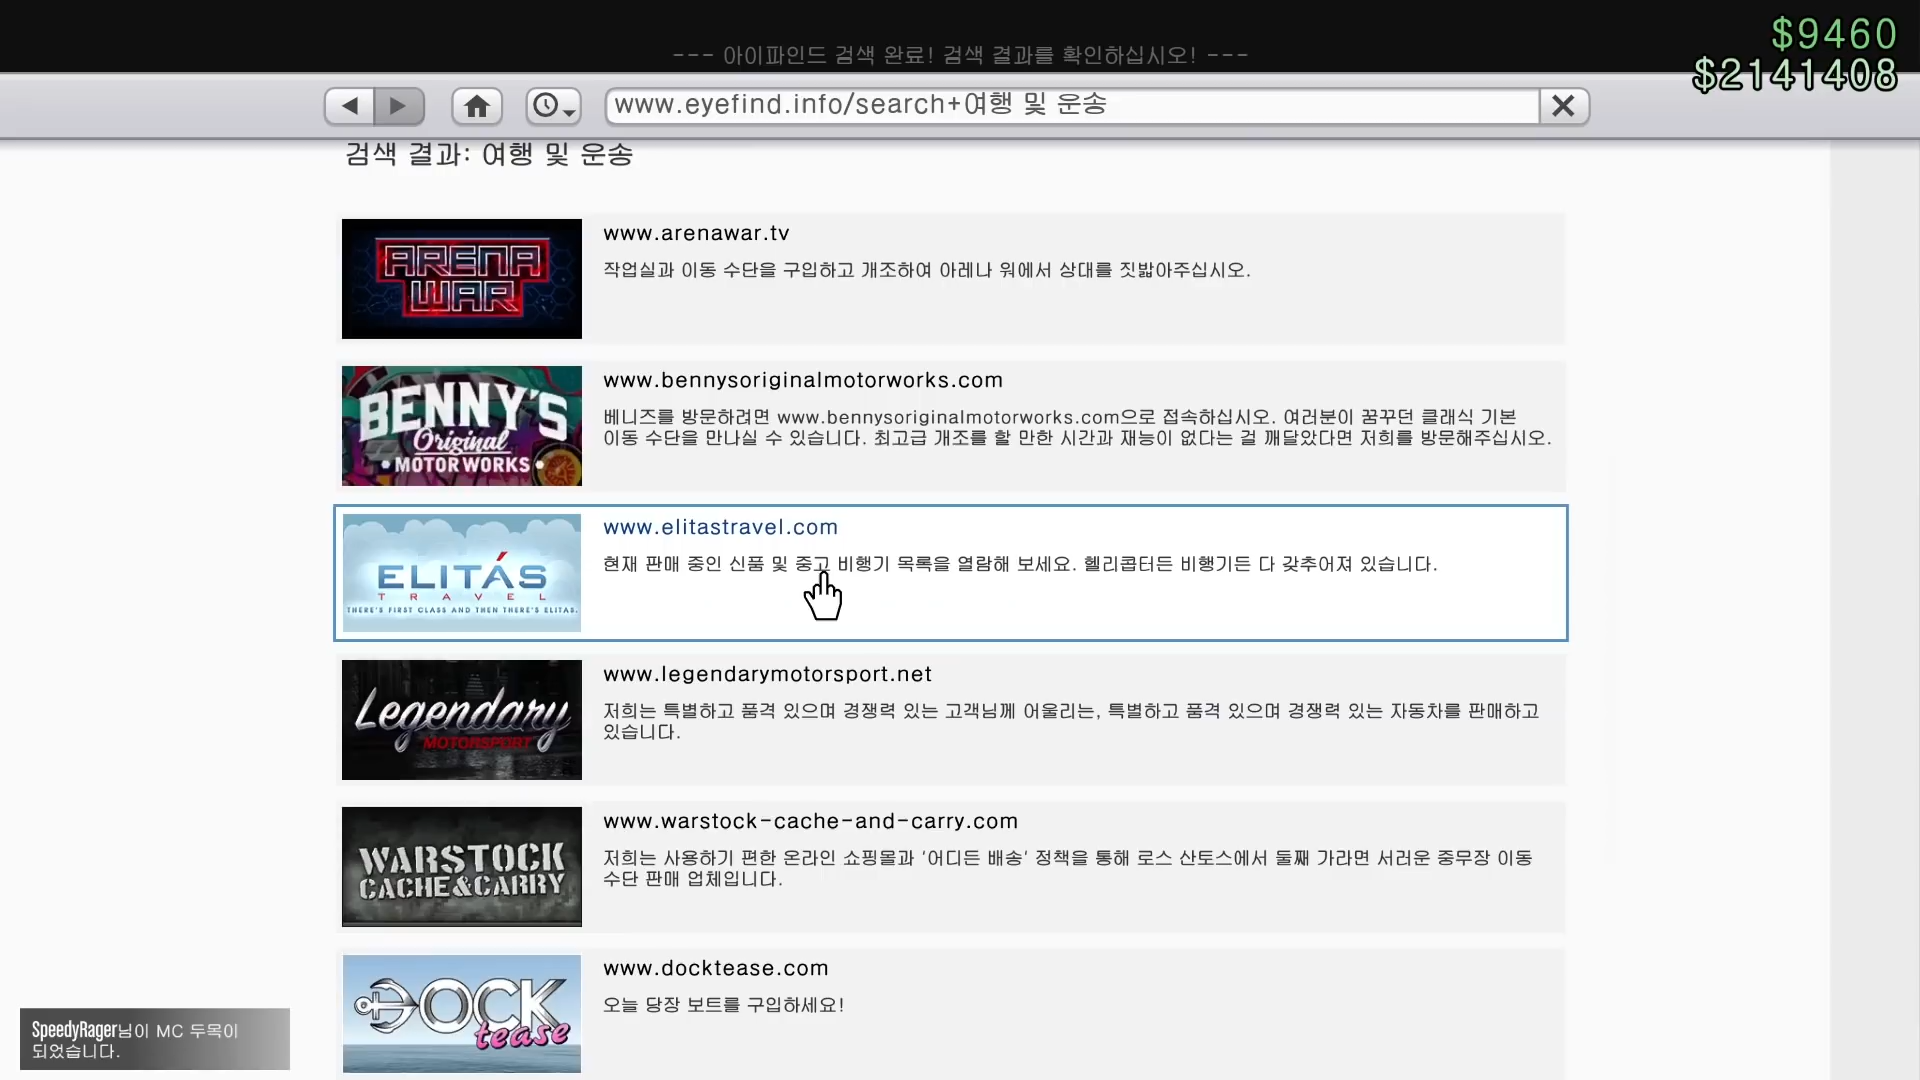 $9460
--- 아이파인드 검색 완료! 검색 결과를 확인하십시오! ---
$2141408
www.eyefind.info/search+여행 및 운송
검색 결과: 여행 및 운송
ARENA
WAR
www.arenawar.tv
작업실과 이동 수단을 구입하고 개조하여 아레나 워에서 상대를 짓밟아주십시오.
BENNY'S
Original
MOTORWORKS
www.bennysoriginalmotorworks.com
베니즈를 방문하려면 www.bennysoriginalmotorworks.com으로 접속하십시오. 여러분이 꿈꾸던 클래식 기본
이동 수단을 만나실 수 있습니다. 최고급 개조를 할 만한 시간과 재능이 없다는 걸 깨달았다면 저희를 방문해주십시오.
ELITÁS
TRAVEL
THERE'S FIRST CLASS AND THEN THERE'S ELITAS.
www.elitastravel.com
현재 판매 중인 신품 및 중고 비행기 목록을 열람해 보세요. 헬리콥터든 비행기든 다 갖추어져 있습니다.
Legendary
MOTORSPORT
www.legendarymotorsport.net
저희는 특별하고 품격 있으며 경쟁력 있는 고객님께 어울리는, 특별하고 품격 있으며 경쟁력 있는 자동차를 판매하고
있습니다.
WARSTOCK
CACHE&CARRY
www.warstock-cache-and-carry.com
저희는 사용하기 편한 온라인 쇼핑몰과 '어디든 배송' 정책을 통해 로스 산토스에서 둘째 가라면 서러운 중무장 이동
수단 판매 업체입니다.
DOCK
tease
www.docktease.com
오늘 당장 보트를 구입하세요!
SpeedyRager님이 MC 두목이
되었습니다.